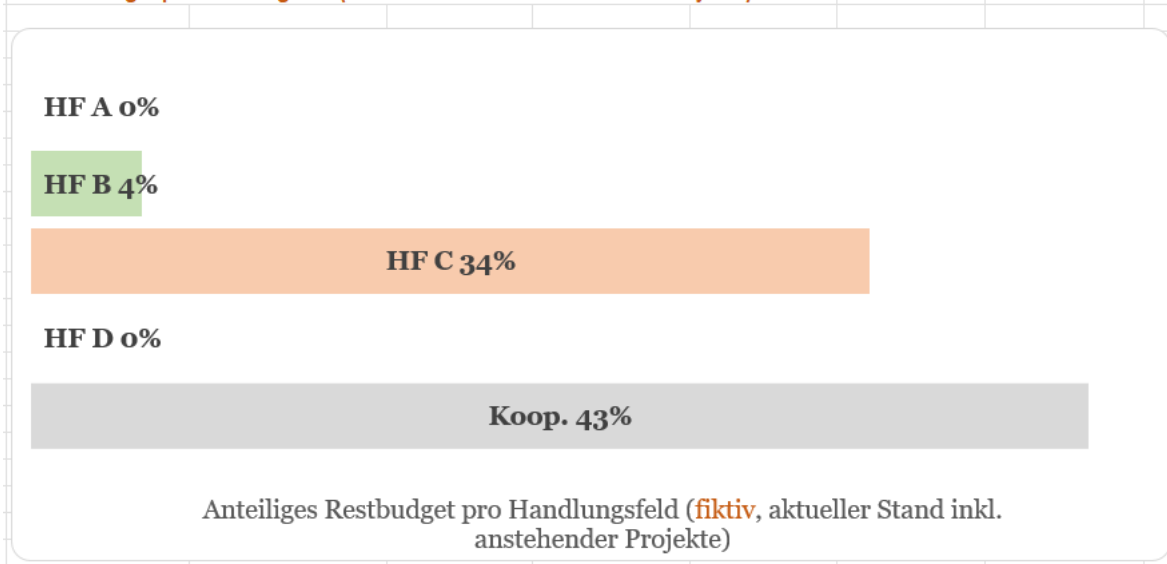 HF A 0%
HF B 4%
HF C 34%
HF D 0%
Koop. 43%
Anteiliges Restbudget pro Handlungsfeld (fiktiv, aktueller Stand inkl.
anstehender Projekte)